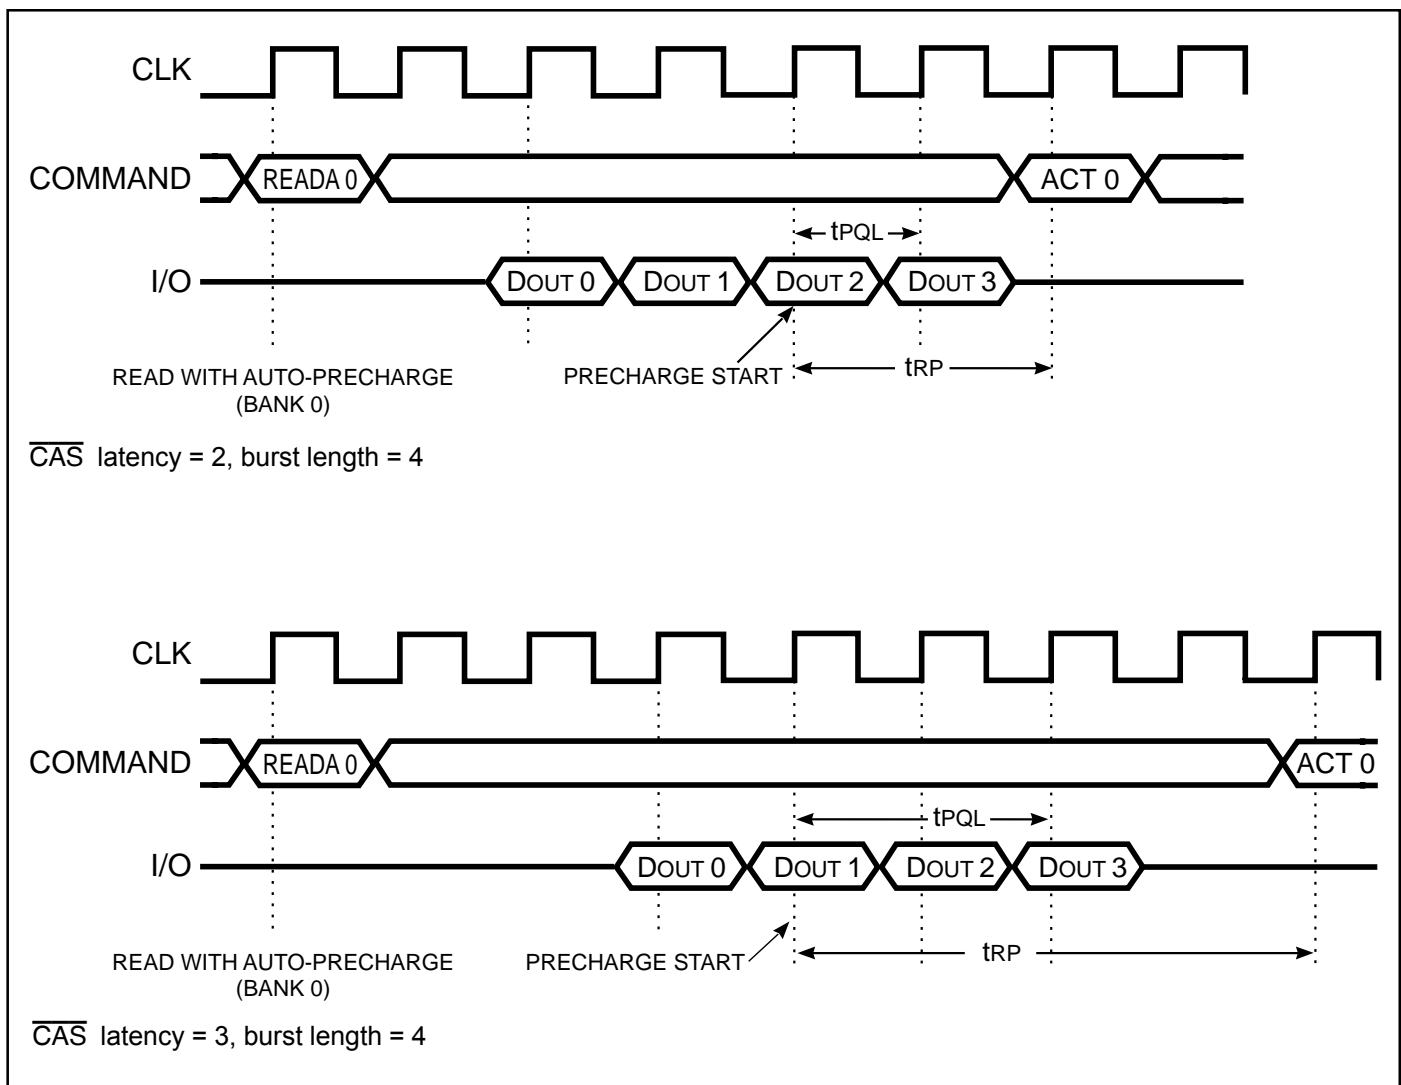 CLK
COMMAND READA 0 ACT 0
tPQL
I/O DOUT 0 DOUT 1 DOUT 2 DOUT 3
READ WITH AUTO-PRECHARGE
(BANK 0)
PRECHARGE START tRP
CAS latency = 2, burst length = 4
CLK
COMMAND READA 0 ACT 0
tPQL
I/O DOUT 0 DOUT 1 DOUT 2 DOUT 3
READ WITH AUTO-PRECHARGE
(BANK 0)
PRECHARGE START tRP
CAS latency = 3, burst length = 4